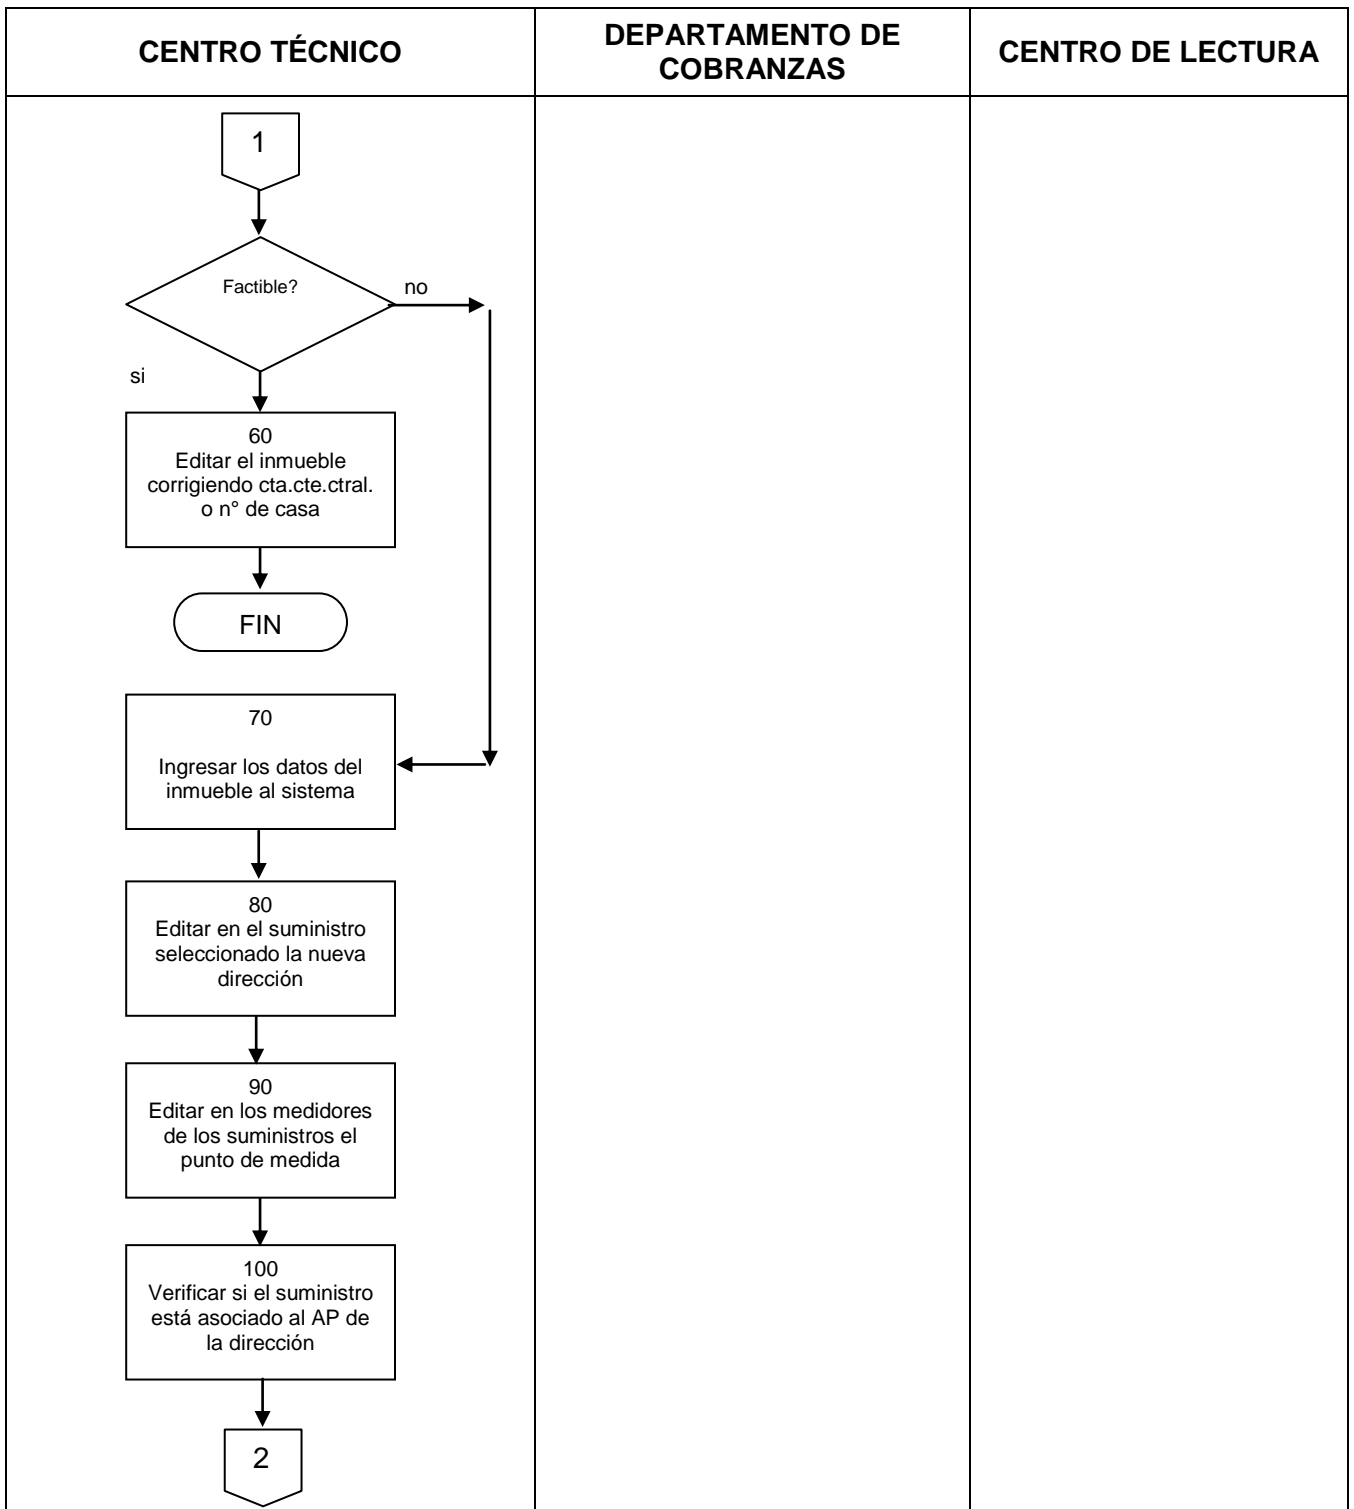 CENTRO TÉCNICO
DEPARTAMENTO DE
COBRANZAS
CENTRO DE LECTURA
1
Factible?
no
si
60
Editar el inmueble
corrigiendo cta.cte.ctral.
o n° de casa
FIN
70
Ingresar los datos del
inmueble al sistema
80
Editar en el suministro
seleccionado la nueva
dirección
90
Editar en los medidores
de los suministros el
punto de medida
100
Verificar si el suministro
está asociado al AP de
la dirección
2